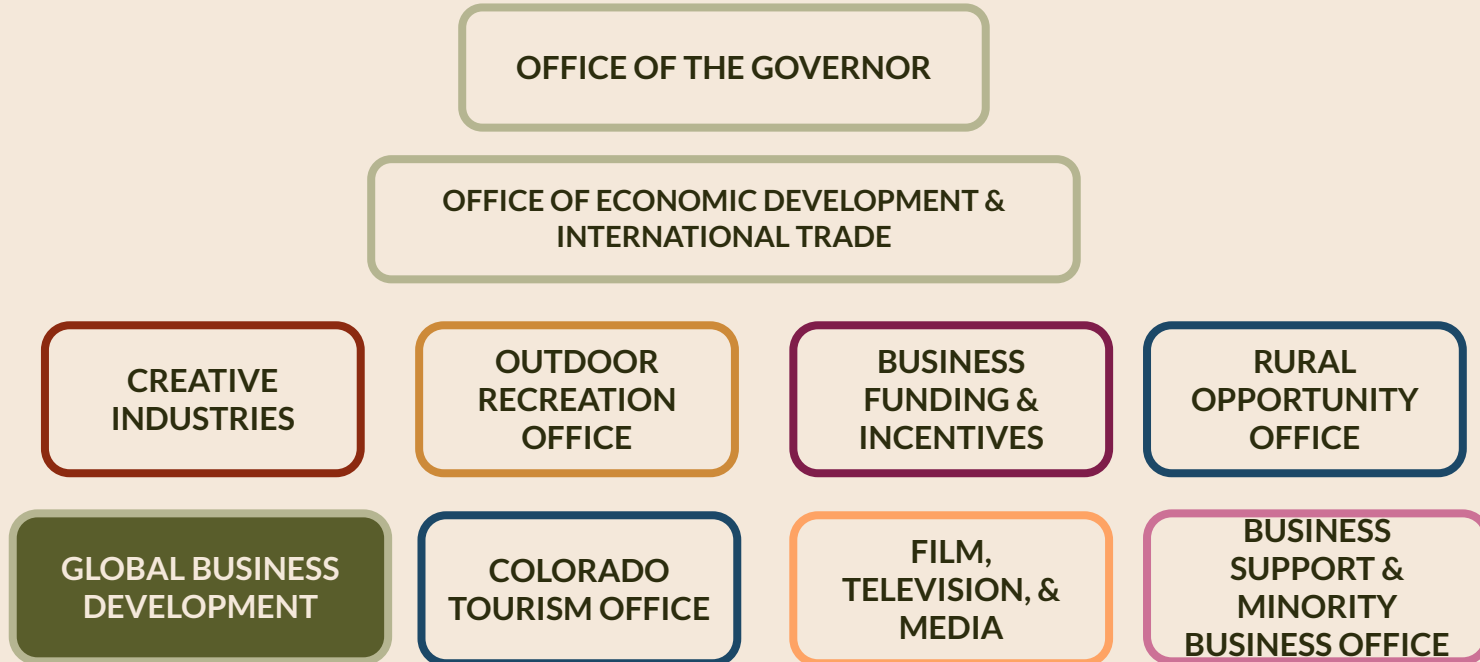 OFFICE OF THE GOVERNOR
OFFICE OF ECONOMIC DEVELOPMENT &
INTERNATIONAL TRADE
CREATIVE
INDUSTRIES
OUTDOOR
RECREATION
OFFICE
BUSINESS
FUNDING &
INCENTIVES
RURAL
OPPORTUNITY
OFFICE
GLOBAL BUSINESS
DEVELOPMENT
COLORADO
TOURISM OFFICE
FILM,
TELEVISION, &
MEDIA
BUSINESS
SUPPORT &
MINORITY
BUSINESS OFFICE